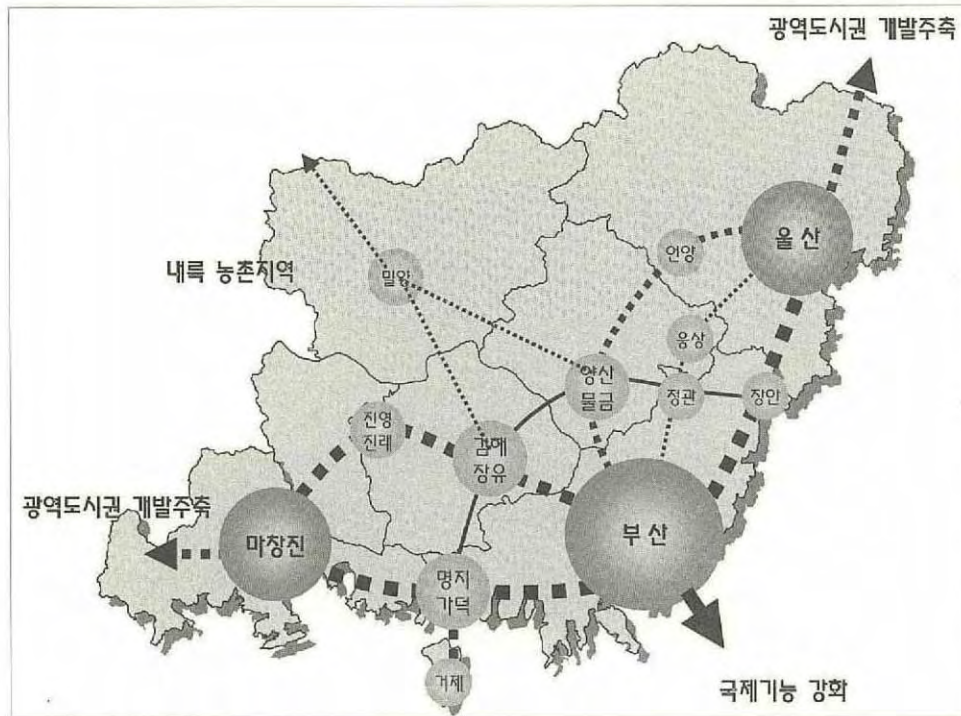 광역도시권 개발주축
울산
언양
내륙 농촌지역
밀양
웅상
양산
물금
정관
장안
진영
진례
김해
장유
광역도시권 개발주축
마창진
부산
명지
가덕
거제
국제기능 강화